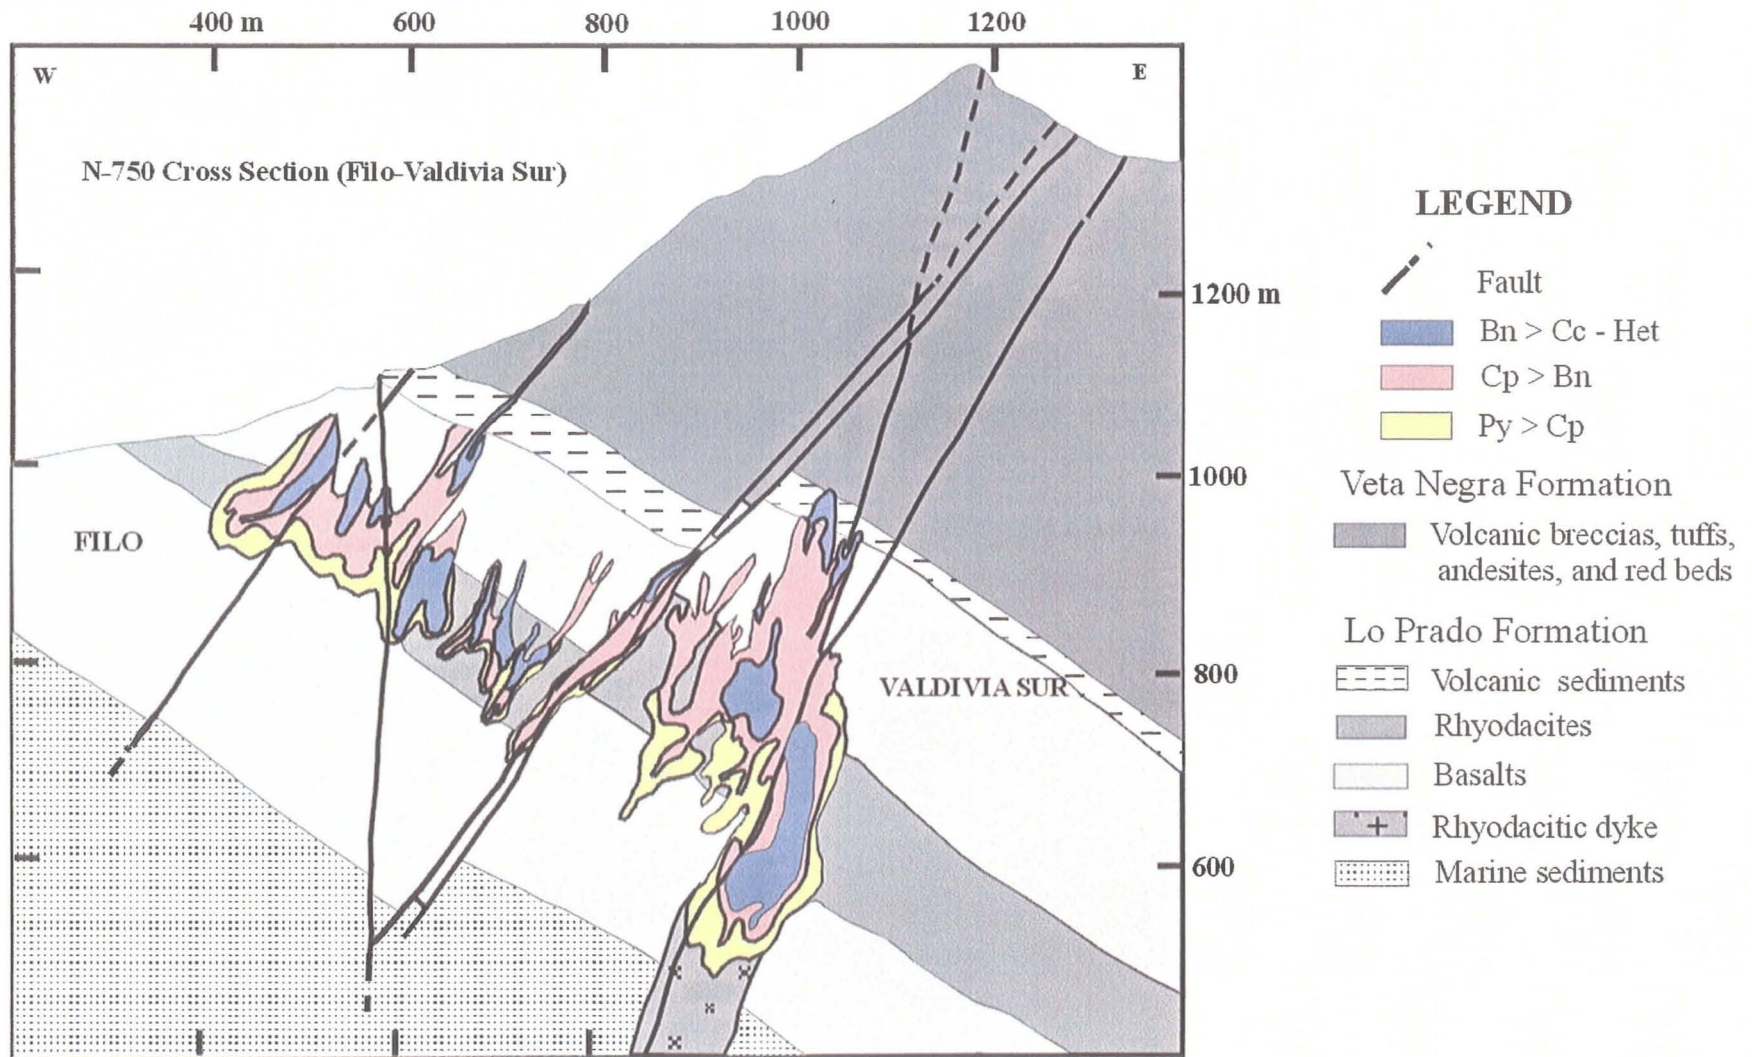 400 m 600 800 1000 1200
W E
N-750 Cross Section (Filo-Valdivia Sur)
LEGEND
Fault
1200 m
Bn > Cc - Het
Cp > Bn
Py > Cp
1000
Veta Negra Formation
FILO
Volcanic breccias, tuffs,
andesites, and red beds
Lo Prado Formation
800
VALDIVIA SUR
Volcanic sediments
Rhyodacites
Basalts
600
Rhyodacitic dyke
Marine sediments